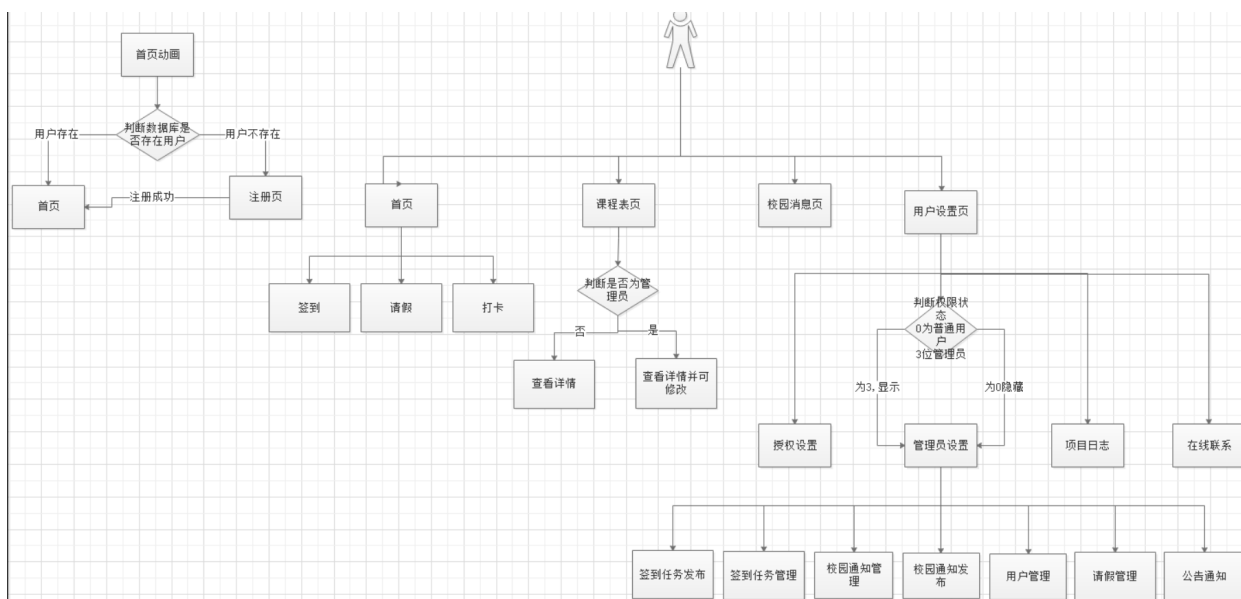 首页动画
判断数据库是
否存在用户
用户存在
用户不存在
首页
注册成功
注册页
首页
课程表页
校园消息页
用户设置页
签到
请假
打卡
判断是否为管
理员
否
是
查看详情
查看详情并可
修改
判断权限状
态
0为普通用
户
3位管理员
为3,显示
为0隐藏
授权设置
管理员设置
项目日志
在线联系
签到任务发布
签到任务管理
校园通知管
理
校园通知发
布
用户管理
请假管理
公告通知